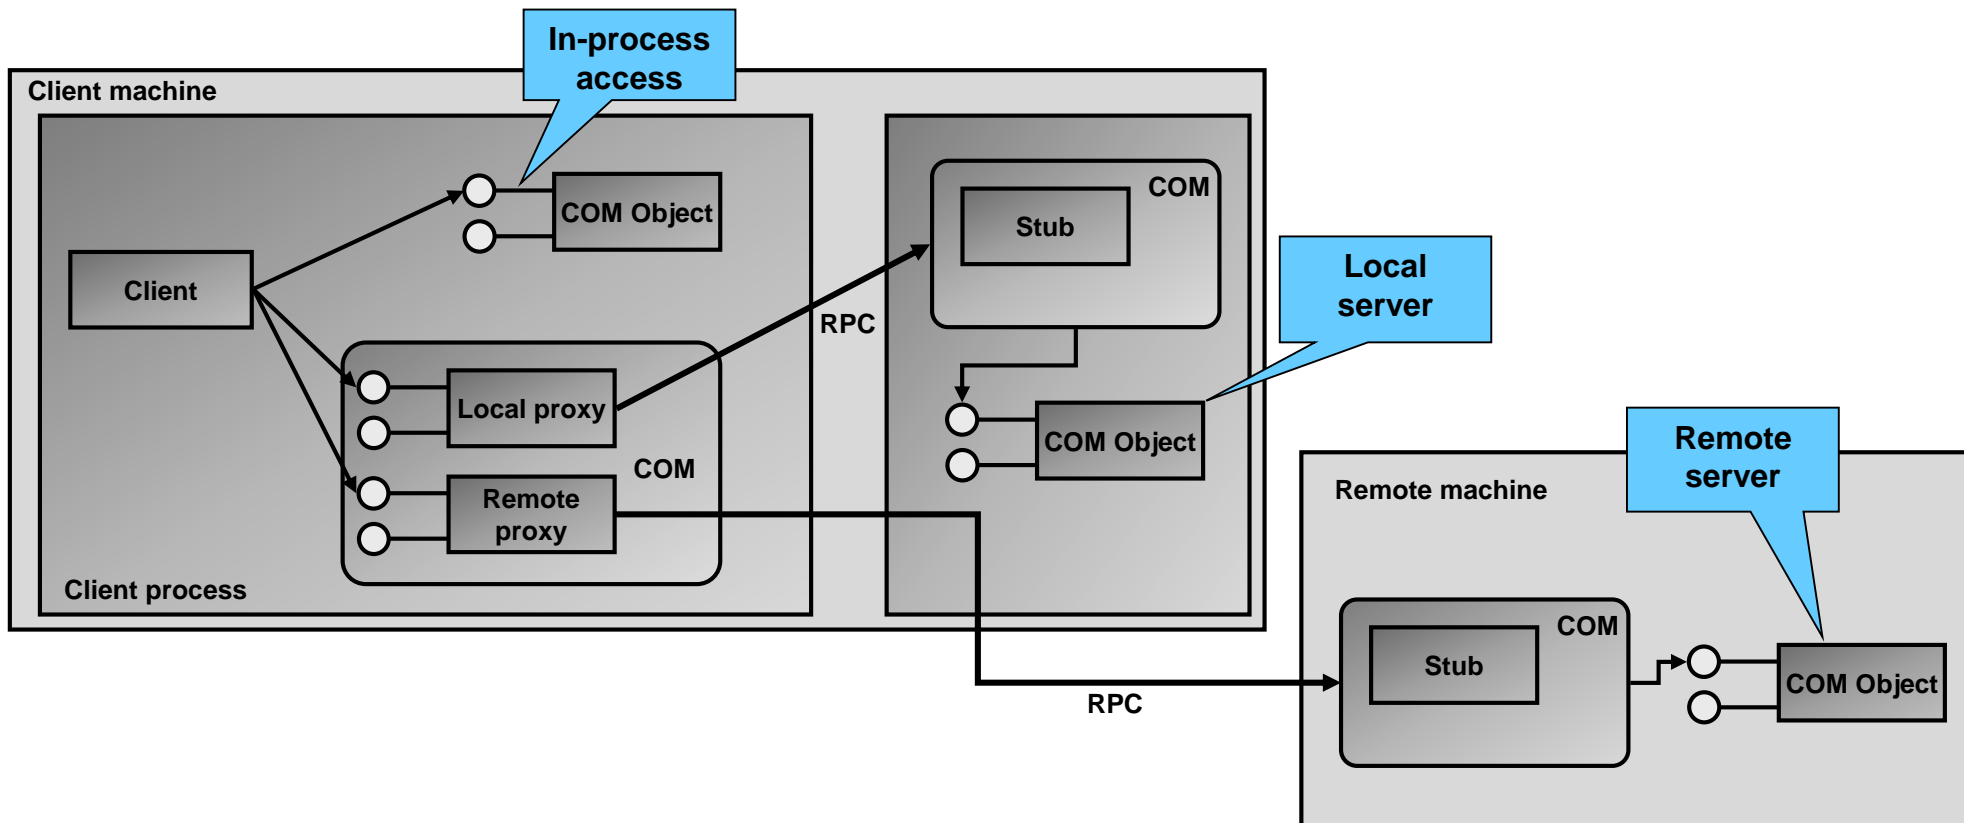 In-process
access
Client machine
COM Object
COM
Stub
Client
Local
server
RPC
Local proxy
COM
COM Object
Remote
proxy
Client process
Remote
server
Remote machine
COM
Stub
COM Object
RPC